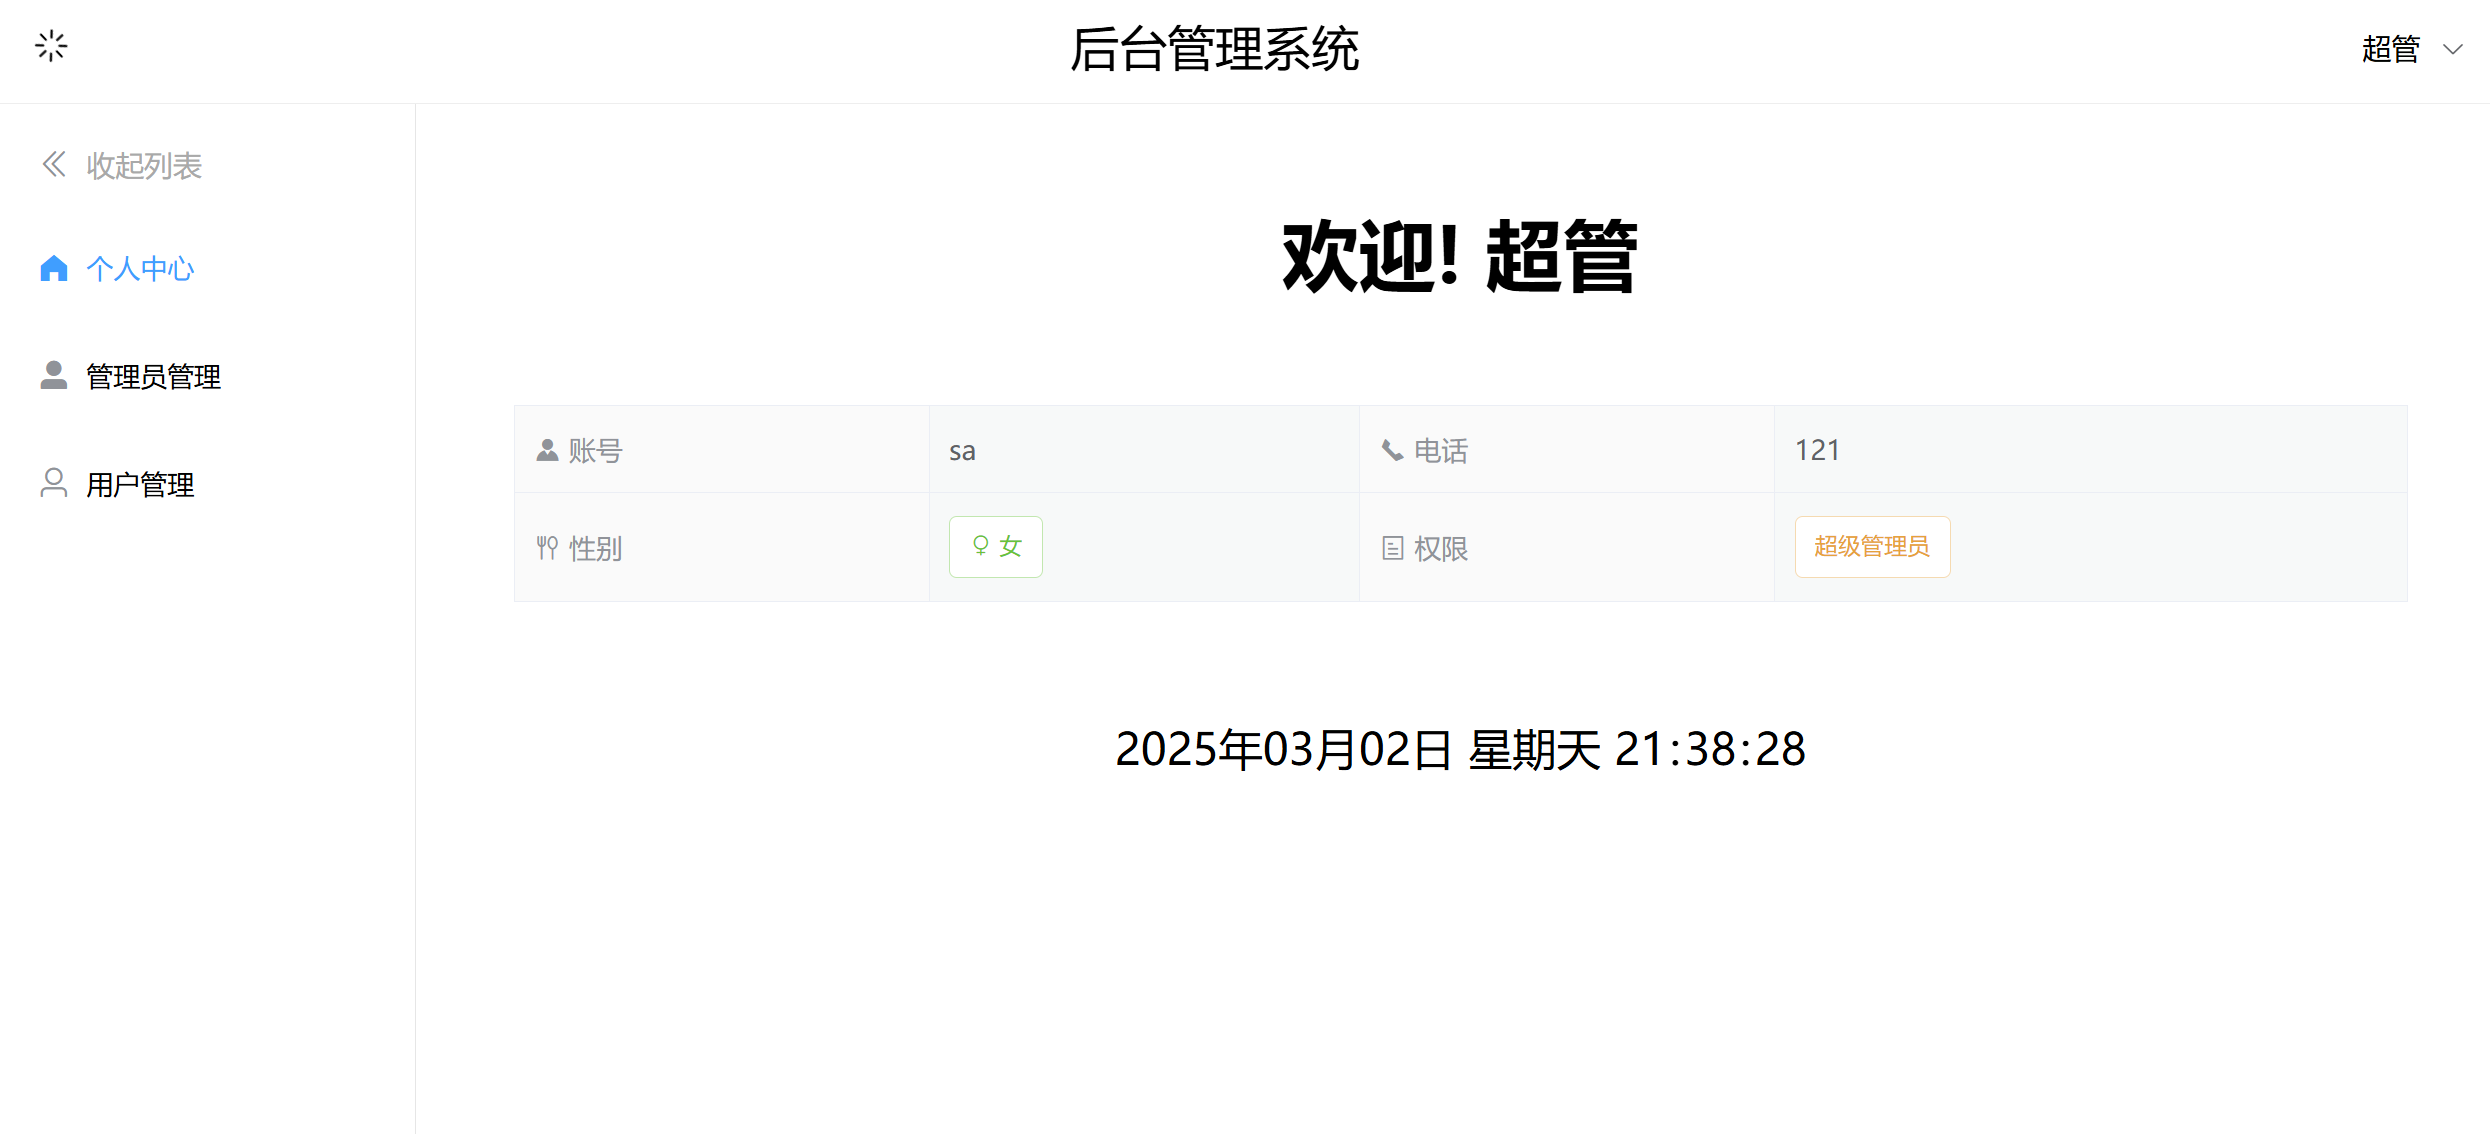 后台管理系统
超管
收起列表
个人中心
管理员管理
用户管理
欢迎! 超管
账号 sa 电话 121
性别 女 权限 超级管理员
2025年03月02日 星期天 21:38:28